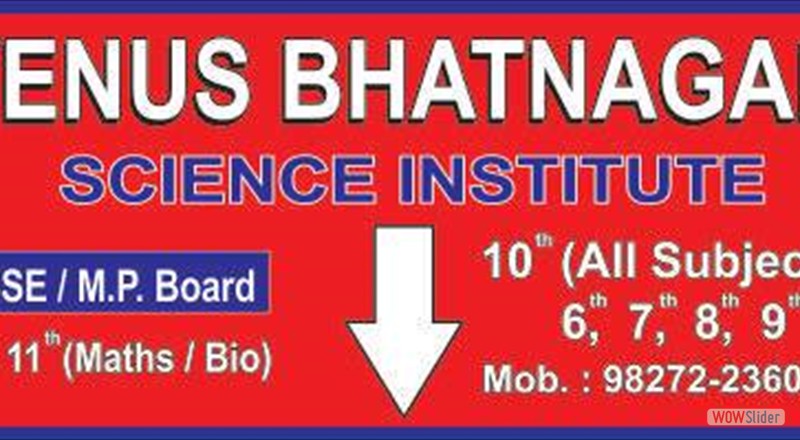 ENUS BHATNAGA
SCIENCE INSTITUTE
SE / M.P. Board
11th (Maths / Bio)
10th (All Subjec
6th, 7th, 8th, 9th
Mob. : 98272-2360
WOWSlider